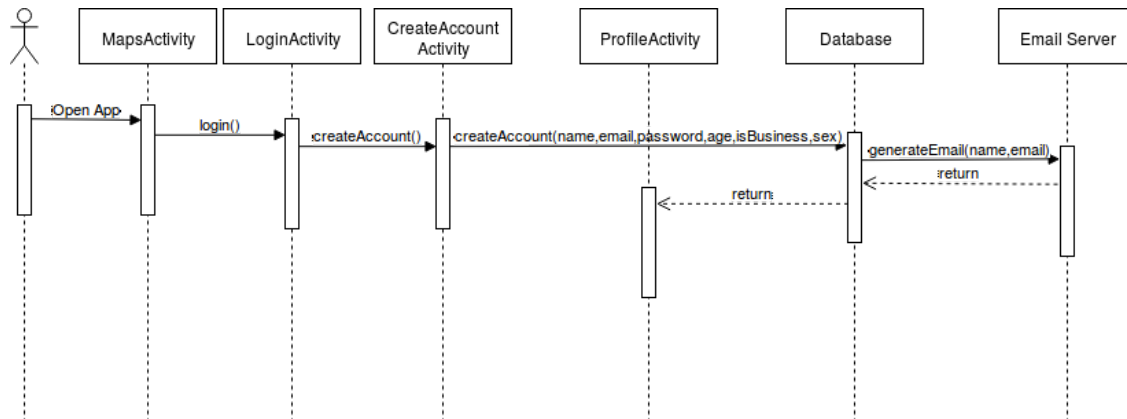 MapsActivity
LoginActivity
CreateAccount
Activity
ProfileActivity
Database
Email Server
Open App
login()
createAccount()
createAccount(name,email,password,age,isBusiness,sex)
generateEmail(name,email)
return
return